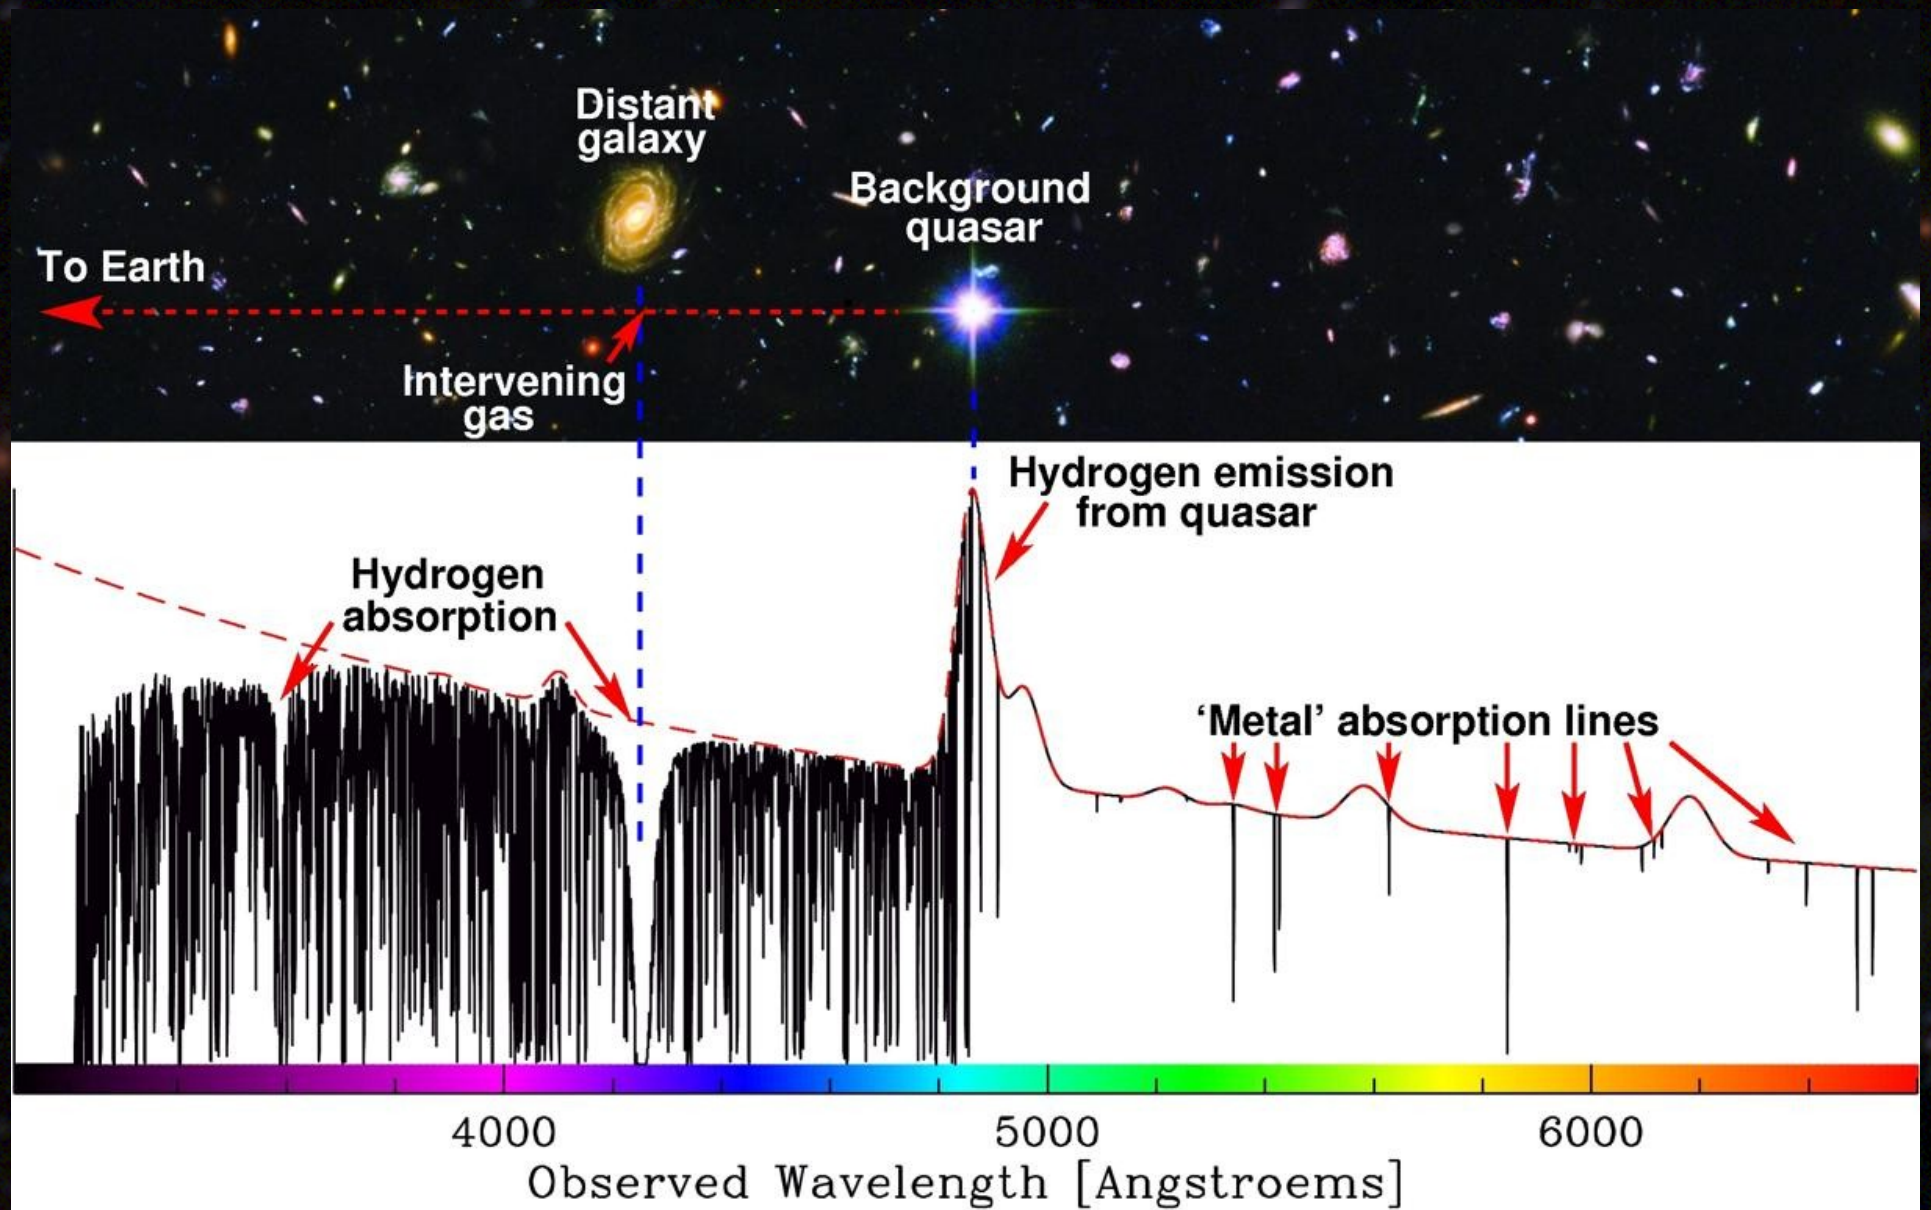 Distant
galaxy
Background
quasar
To Earth
Intervening
gas
Hydrogen emission
from quasar
Hydrogen
absorption
‘Metal’ absorption lines
4000
5000
6000
Observed Wavelength [Angstroems]